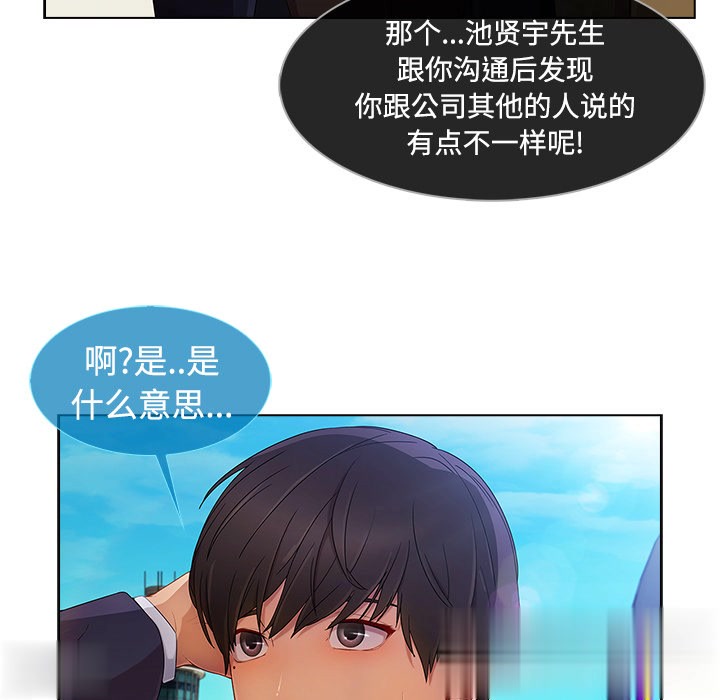 那个...池贤宇先生
跟你沟通后发现
你跟公司其他的人说的
有点不一样呢!
啊?是..是
什么意思...